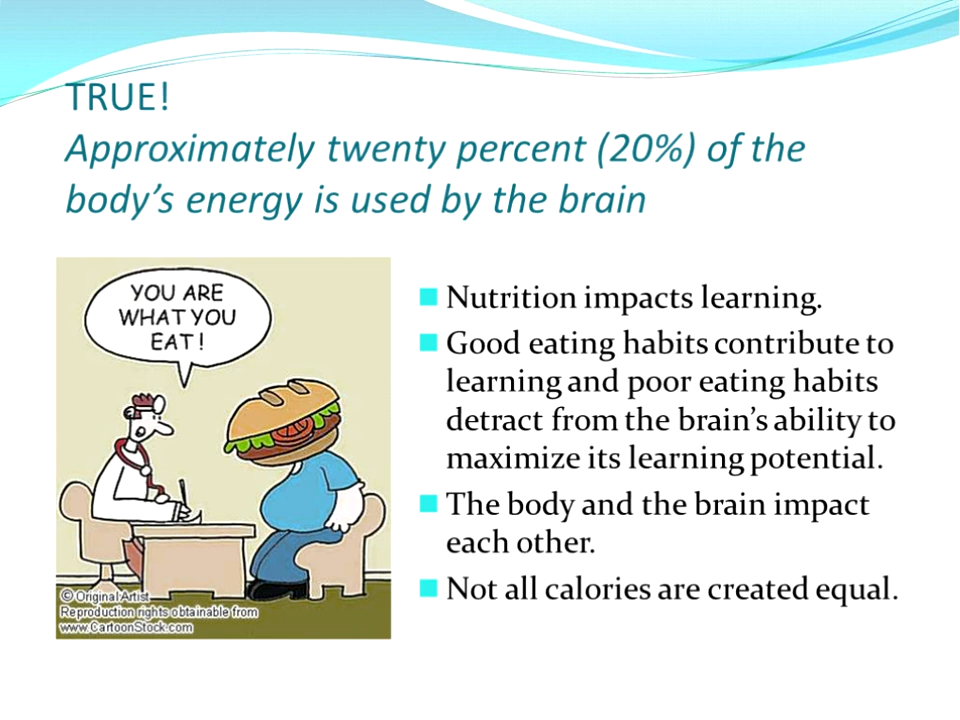 TRUE!
Approximately twenty percent (20%) of the
body's energy is used by the brain
YOU ARE
WHAT YOU
EAT!
© Original Artist
Reproduction rights obtainable from
www.CartoonStock.com
Nutrition impacts learning.
Good eating habits contribute to
learning and poor eating habits
detract from the brain's ability to
maximize its learning potential.
The body and the brain impact
each other.
Not all calories are created equal.